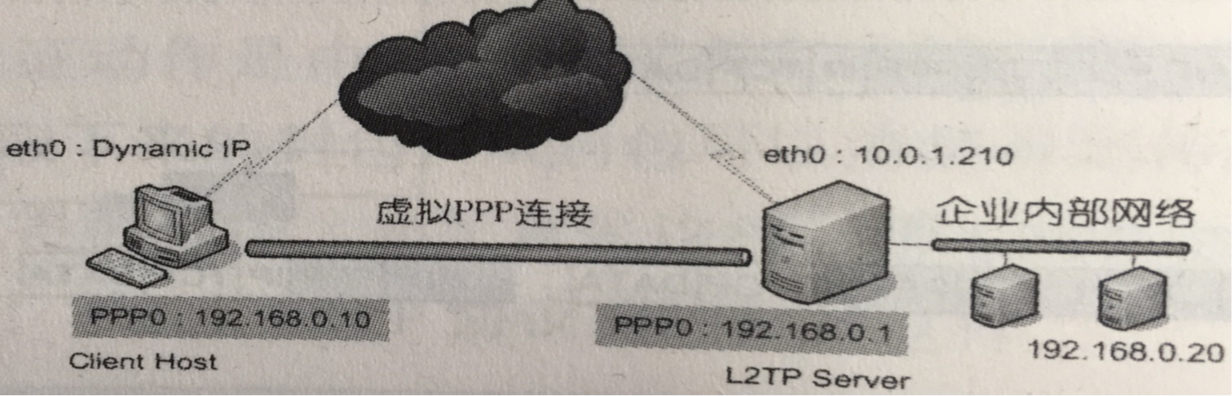 eth0 : Dynamic IP
eth0 : 10.0.1.210
虚拟PPP连接
企业内部网络
PPP0 : 192.168.0.10
PPP0 : 192.168.0.1
192.168.0.20
Client Host
L2TP Server